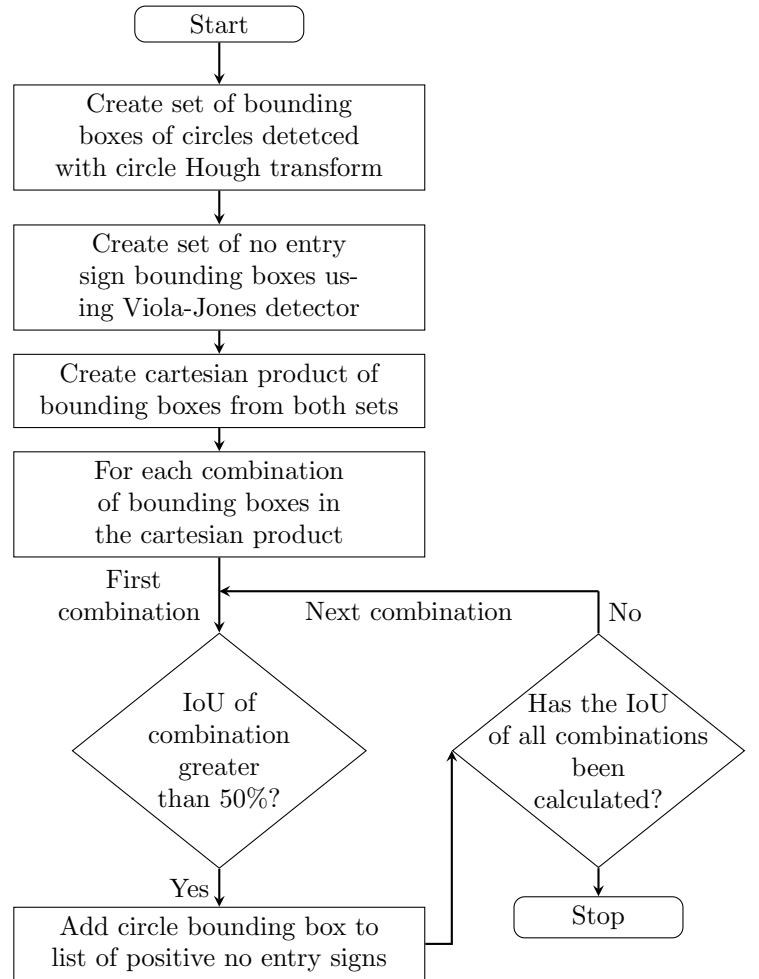 Start
Create set of bounding
boxes of circles detetced
with circle Hough transform
Create set of no entry
sign bounding boxes us-
ing Viola-Jones detector
Create cartesian product of
bounding boxes from both sets
For each combination
of bounding boxes in
the cartesian product
First
combination
Next combination
No
IoU of
combination
greater
than 50%?
Has the IoU
of all combinations
been
calculated?
Yes
Add circle bounding box to
list of positive no entry signs
Stop